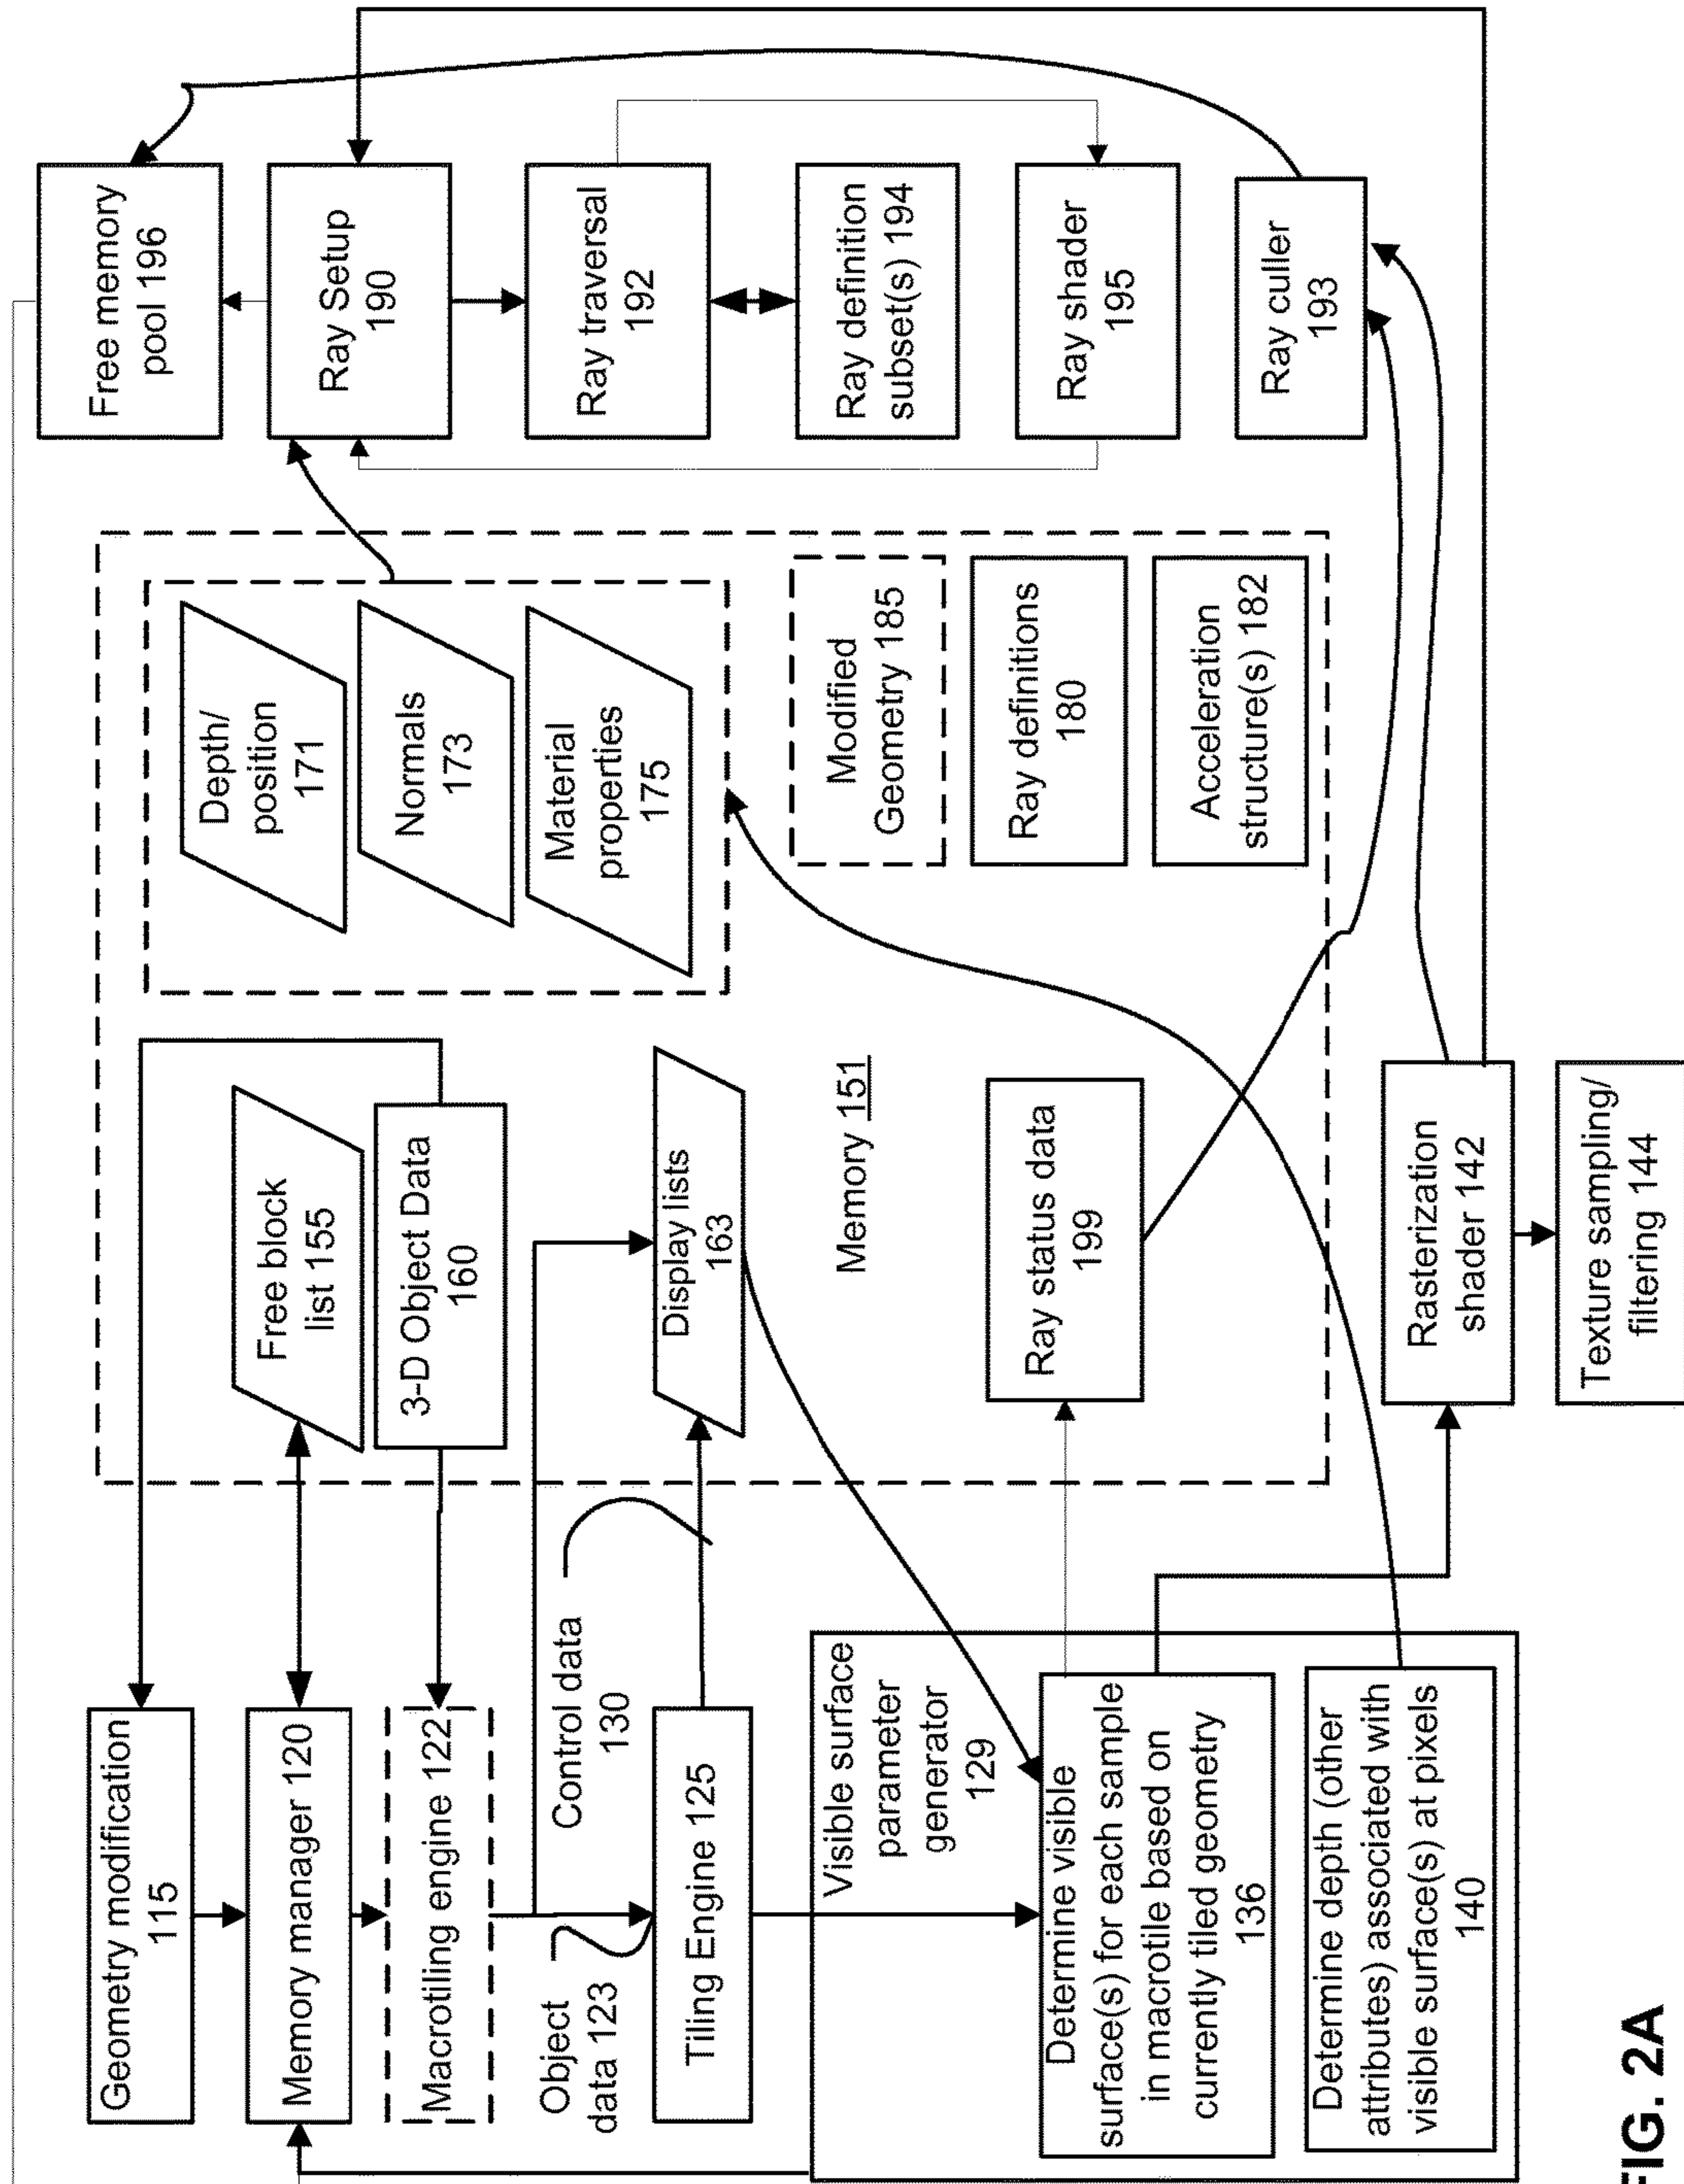 Geometry modification
115
Memory manager 120
Macrotiling engine 122
Object
data 123
Control data
130
Tiling Engine 125
Visible surface
parameter
generator
129
Determine visible
surface(s) for each sample
in macrotile based on
currently tiled geometry
136
Determine depth (other
attributes) associated with
visible surface(s) at pixels
140
Free block
list 155
3-D Object Data
160
Display lists
163
Memory 151
Ray status data
199
Rasterization
shader 142
Texture sampling/
filtering 144
Depth/
position
171
Normals
173
Material
properties
175
Modified
Geometry 185
Ray definitions
180
Acceleration
structure(s) 182
Free memory
pool 196
Ray Setup
190
Ray traversal
192
Ray definition
subset(s) 194
Ray shader
195
Ray culler
193
FIG. 2A